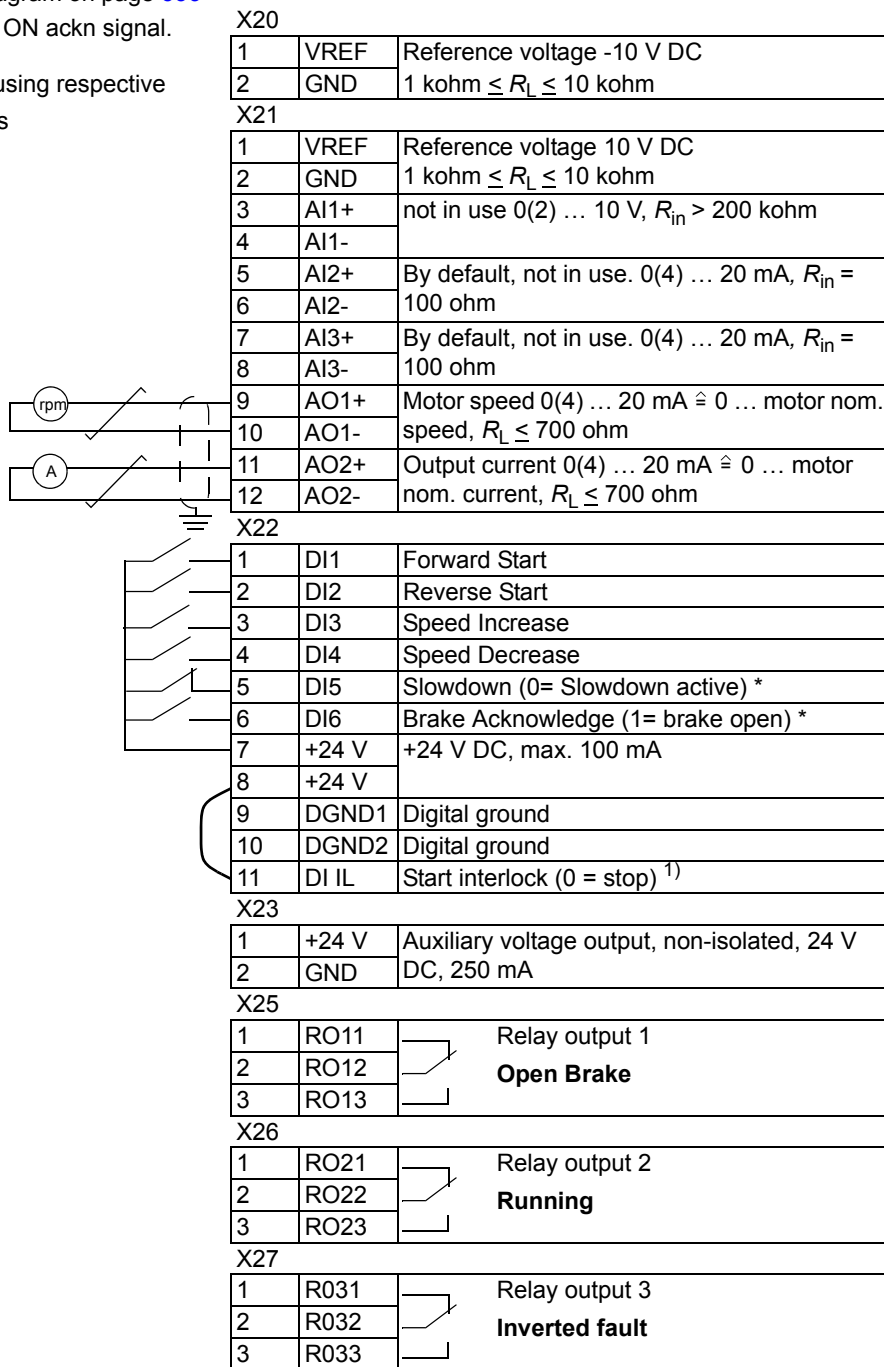 agram on page
ON ackn signal.
using respective
s
X20
1 VREF Reference voltage -10 V DC
2 GND 1 kohm ≤ RL ≤ 10 kohm
X21
1 VREF Reference voltage 10 V DC
2 GND 1 kohm ≤ RL ≤ 10 kohm
3 AI1+ not in use 0(2) … 10 V, Rin > 200 kohm
4 AI1-
5 AI2+ By default, not in use. 0(4) … 20 mA, Rin =
6 AI2- 100 ohm
7 AI3+ By default, not in use. 0(4) … 20 mA, Rin =
8 AI3- 100 ohm
rpm
9 AO1+ Motor speed 0(4) … 20 mA ≙ 0 … motor nom.
10 AO1- speed, RL ≤ 700 ohm
A
11 AO2+ Output current 0(4) … 20 mA ≙ 0 … motor
12 AO2- nom. current, RL ≤ 700 ohm
X22
1 DI1 Forward Start
2 DI2 Reverse Start
3 DI3 Speed Increase
4 DI4 Speed Decrease
5 DI5 Slowdown (0= Slowdown active) *
6 DI6 Brake Acknowledge (1= brake open) *
7 +24 V +24 V DC, max. 100 mA
8 +24 V
9 DGND1 Digital ground
10 DGND2 Digital ground
11 DI IL Start interlock (0 = stop) 1)
X23
1 +24 V Auxiliary voltage output, non-isolated, 24 V
2 GND DC, 250 mA
X25
1 RO11 Relay output 1
2 RO12 Open Brake
3 RO13
X26
1 RO21 Relay output 2
2 RO22 Running
3 RO23
X27
1 R031 Relay output 3
2 R032 Inverted fault
3 R033